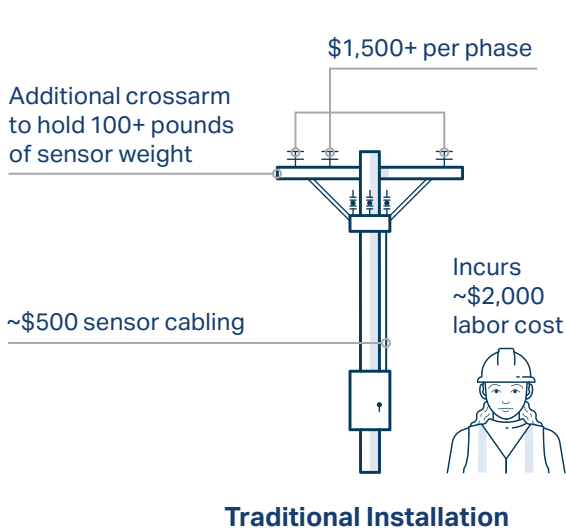 $1,500+ per phase
Additional crossarm
to hold 100+ pounds
of sensor weight
~$500 sensor cabling
Incurs
~$2,000
labor cost
Traditional Installation